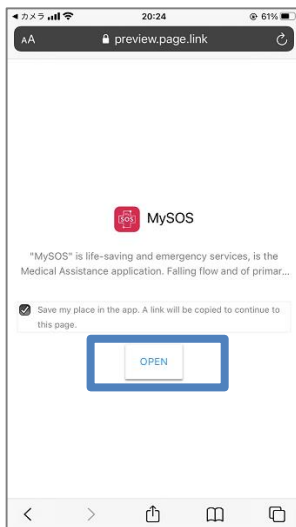 ◀カメラ 20:24 61%
AA preview.page.link
SOS MySOS
"MySOS" is life-saving and emergency services, is the
Medical Assistance application. Falling flow and of primar...
Save my place in the app. A link will be copied to continue to
this page.
OPEN